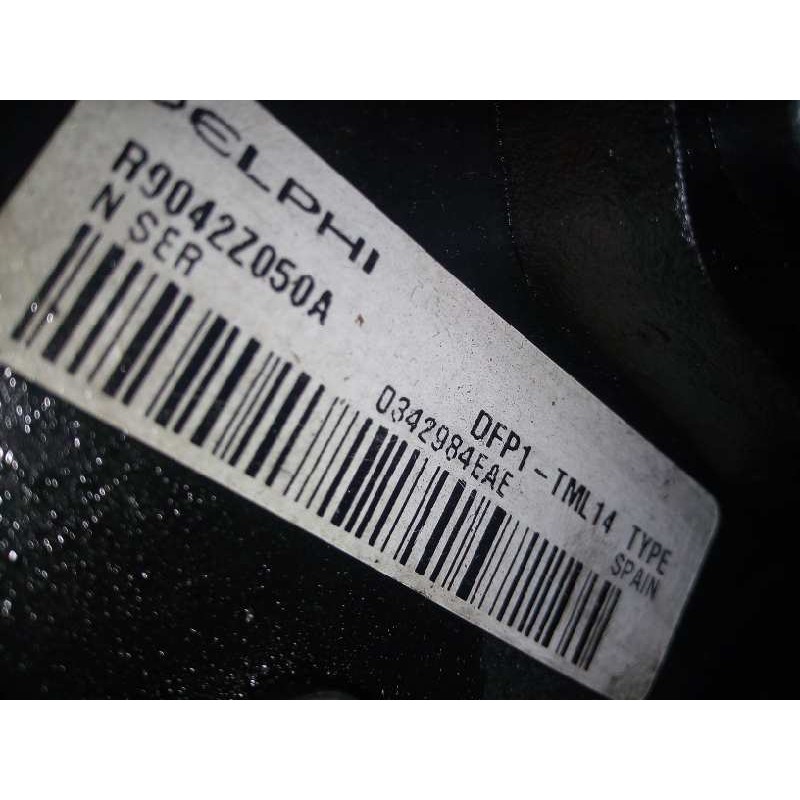 DELPHI
R9042Z050A
DFP1-TML14 TYPE
N SER
0342984EAE
SPAIN